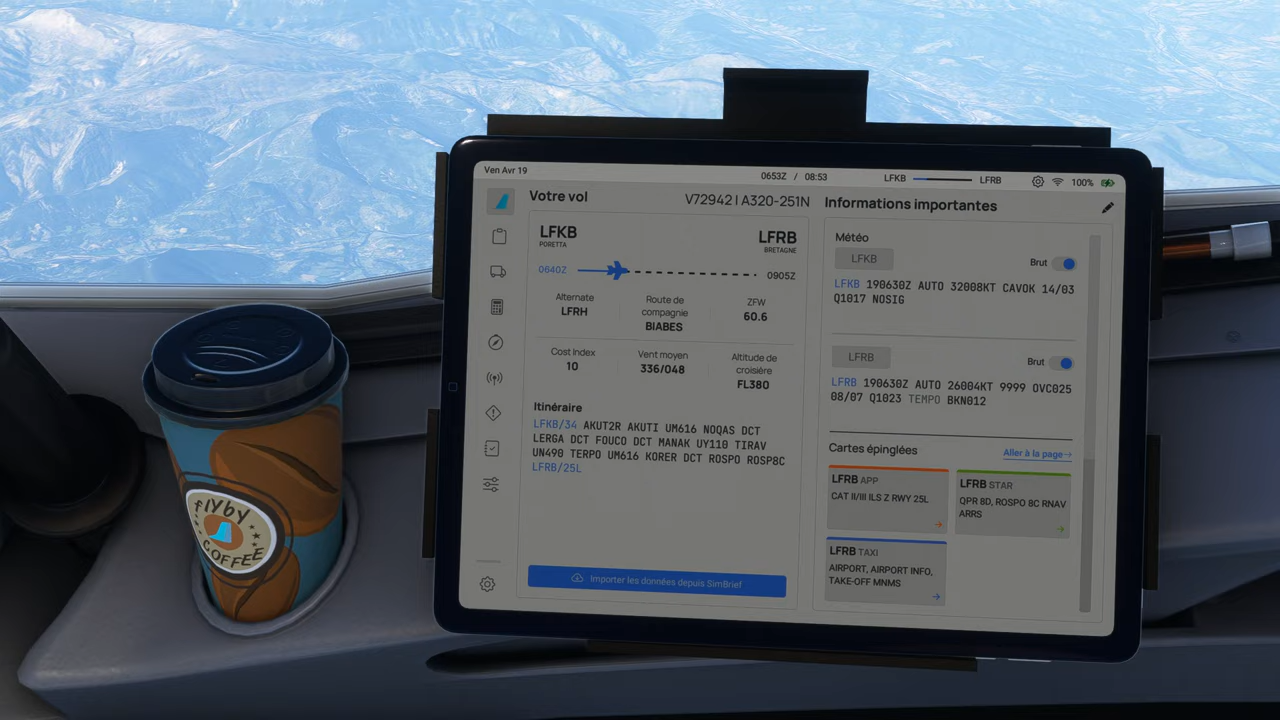 Ven Avr 19
0653Z / 08:53
LFKB LFRB
100%
Votre vol
V72942 | A320-251N
LFKB
PORETTA
LFRB
BRETAGNE
0640Z
0905Z
Alternate
LFRH
Route de
compagnie
BIABES
ZFW
60.6
Cost Index
10
Vent moyen
336/048
Altitude de
croisière
FL380
Itinéraire
LFKB/34 AKUT2R AKUTI UM616 NOQAS DCT
LERGA DCT FOUCO DCT MANAK UY110 TIRAV
UN490 TERPO UM616 KORER DCT ROSPO ROSP8C
LFRB/25L
Importer les données depuis SimBrief
Informations importantes
Météo
LFKB
Brut
LFKB 190630Z AUTO 32008KT CAVOK 14/03
Q1017 NOSIG
LFRB
Brut
LFRB 190630Z AUTO 26004KT 9999 OVC025
08/07 Q1023 TEMPO BKN012
Cartes épinglées
Aller à la page→
LFRB APP
CAT II/III ILS Z RWY 25L
LFRB STAR
QPR 8D, ROSPO 8C RNAV
ARRS
LFRB TAXI
AIRPORT, AIRPORT INFO,
TAKE-OFF MNMS
flyby
COFFEE